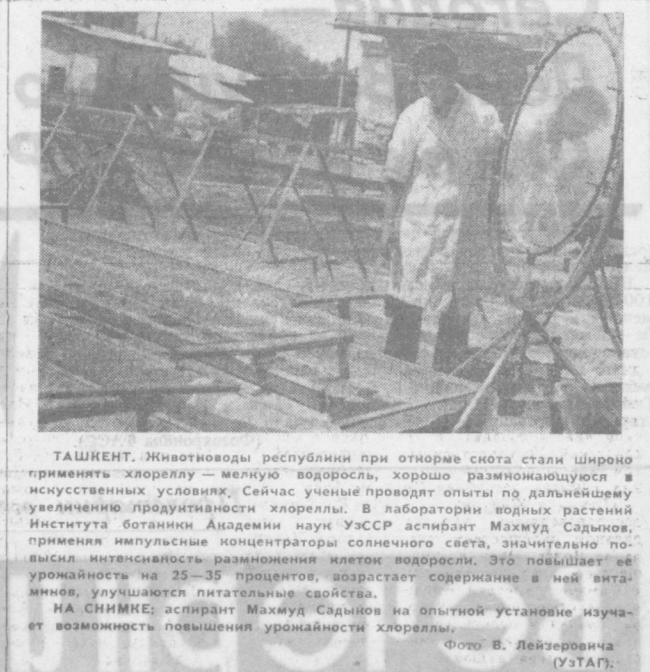 ТАШКЕНТ. Животноводы республики при откорме скота стали широко
применять хлореллу — мелкую водоросль, хорошо размножающуюся в
искусственных условиях. Сейчас ученые проводят опыты по дальнейшему
увеличению продуктивности хлореллы. В лаборатории водных растений
Института ботаники Академии наук УзССР аспирант Махмуд Садыков,
применяя импульсные концентраторы солнечного света, значительно по-
высил интенсивность размножения клеток водоросли. Это повышает её
урожайность на 25—35 процентов, возрастает содержание в ней вита-
минов, улучшаются питательные свойства.
НА СНИМКЕ: аспирант Махмуд Садыков на опытной установке изуча-
ет возможность повышения урожайности хлореллы.
Фото В. Лейзеровича
(УзТАГ).